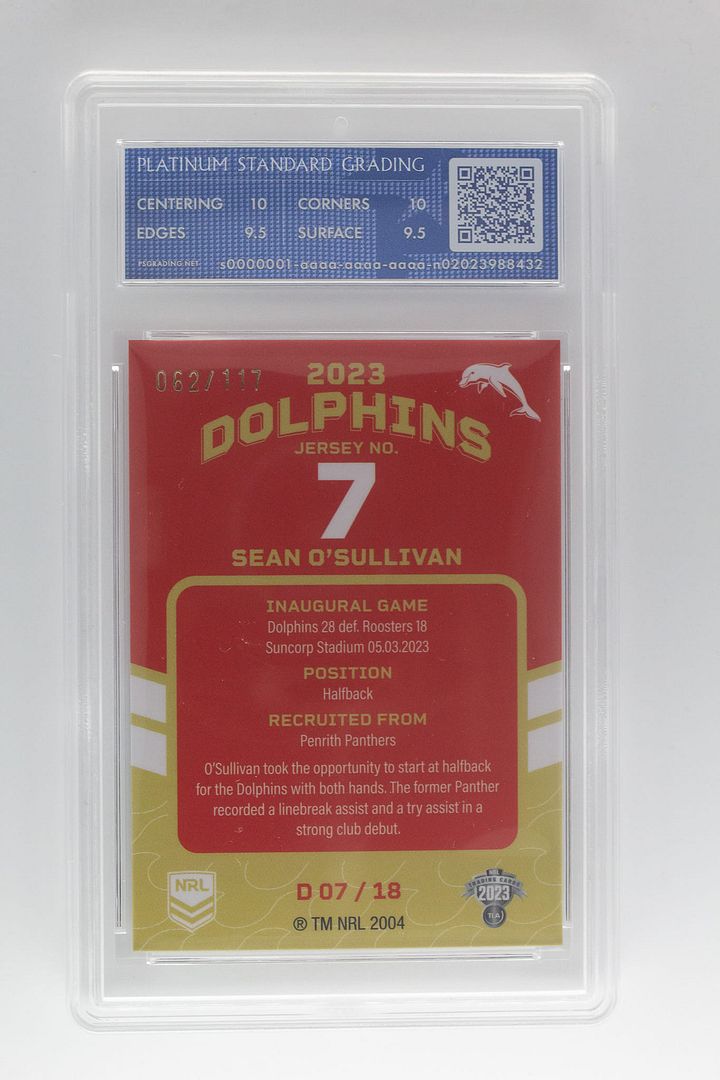 PLATINUM STANDARD GRADING
CENTERING 10 CORNERS 10
EDGES 9.5 SURFACE 9.5
PSGRADING.NET s0000001-aaaa-aaaa-aaaa-n02023988432
062/117
2023
DOLPHINS
JERSEY NO.
7
SEAN O'SULLIVAN
INAUGURAL GAME
Dolphins 28 def. Roosters 18
Suncorp Stadium 05.03.2023
POSITION
Halfback
RECRUITED FROM
Penrith Panthers
O'Sullivan took the opportunity to start at halfback
for the Dolphins with both hands. The former Panther
recorded a linebreak assist and a try assist in a
strong club debut.
NRL
D 07 / 18
® TM NRL 2004
NRL
TRADING CARDS
2023
TLA